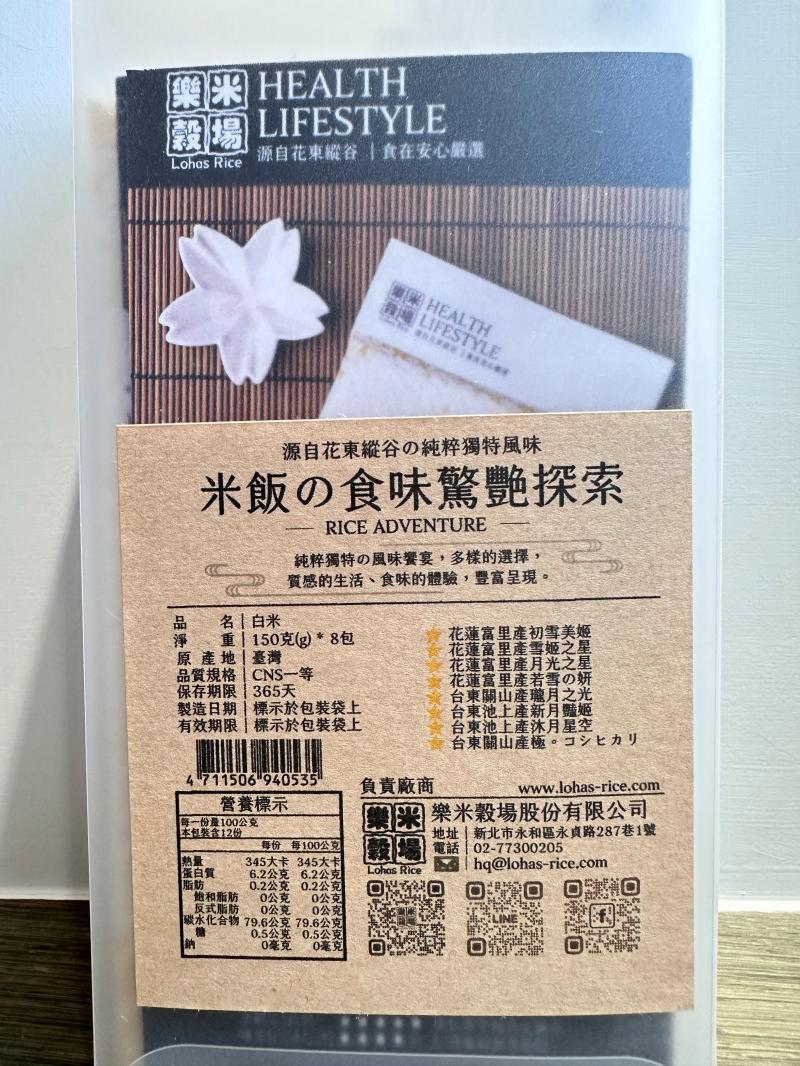 樂米穀場
Lohas Rice
HEALTH
LIFESTYLE
源自花東縱谷｜食在安心嚴選
樂米穀場
Lohas Rice
HEALTH
LIFESTYLE
源自花東縱谷｜食在安心嚴選
源自花東縱谷の純粹獨特風味
米飯の食味驚艷探索
RICE ADVENTURE
純粹獨特の風味饗宴，多樣的選擇，
質感的生活、食味的體驗，豐富呈現。
品名｜白米
淨重｜150克(g) * 8包
原產地｜臺灣
品質規格｜CNS一等
保存期限｜365天
製造日期｜標示於包裝袋上
有效期限｜標示於包裝袋上
花蓮富里產初雪美姬
花蓮富里產雪姬之星
花蓮富里產月光之星
花蓮富里產若雪の妍
台東關山產瓏月之光
台東池上產新月豔姬
台東池上產沐月星空
台東關山產極。コシヒカリ
4 711506 940535
營養標示
每一份量100公克
本包裝含12份
每份 每100公克
熱量 345大卡 345大卡
蛋白質 6.2公克 6.2公克
脂肪 0.2公克 0.2公克
飽和脂肪 0公克 0公克
反式脂肪 0公克 0公克
碳水化合物 79.6公克 79.6公克
糖 0.5公克 0.5公克
鈉 0毫克 0毫克
負責廠商
www.lohas-rice.com
樂米穀場
Lohas Rice
樂米穀場股份有限公司
地址｜新北市永和區永貞路287巷1號
電話｜02-77300205
hq@lohas-rice.com
LINE